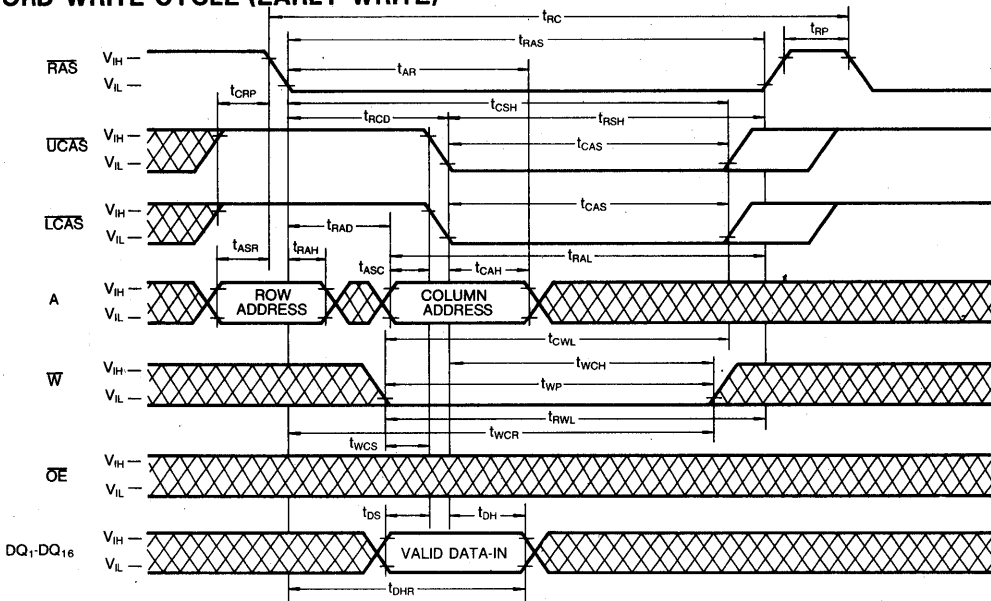 WORD WRITE CYCLE (EARLY WRITE)
tRC
tRAS
tRP
RAS
VIH
VIL
tAR
tCRP
tCSH
tRCD
tRSH
UCAS
VIH
VIL
tCAS
LCAS
VIH
VIL
tCAS
tRAD
tRAL
tASR
tRAH
tASC
tCAH
A
VIH
VIL
ROW ADDRESS
COLUMN ADDRESS
tCWL
tWCH
W
VIH
VIL
tWP
tRWL
tWCR
tWCS
OE
VIH
VIL
tDS
tDH
DQ1-DQ16
VIH
VIL
VALID DATA-IN
tDHR